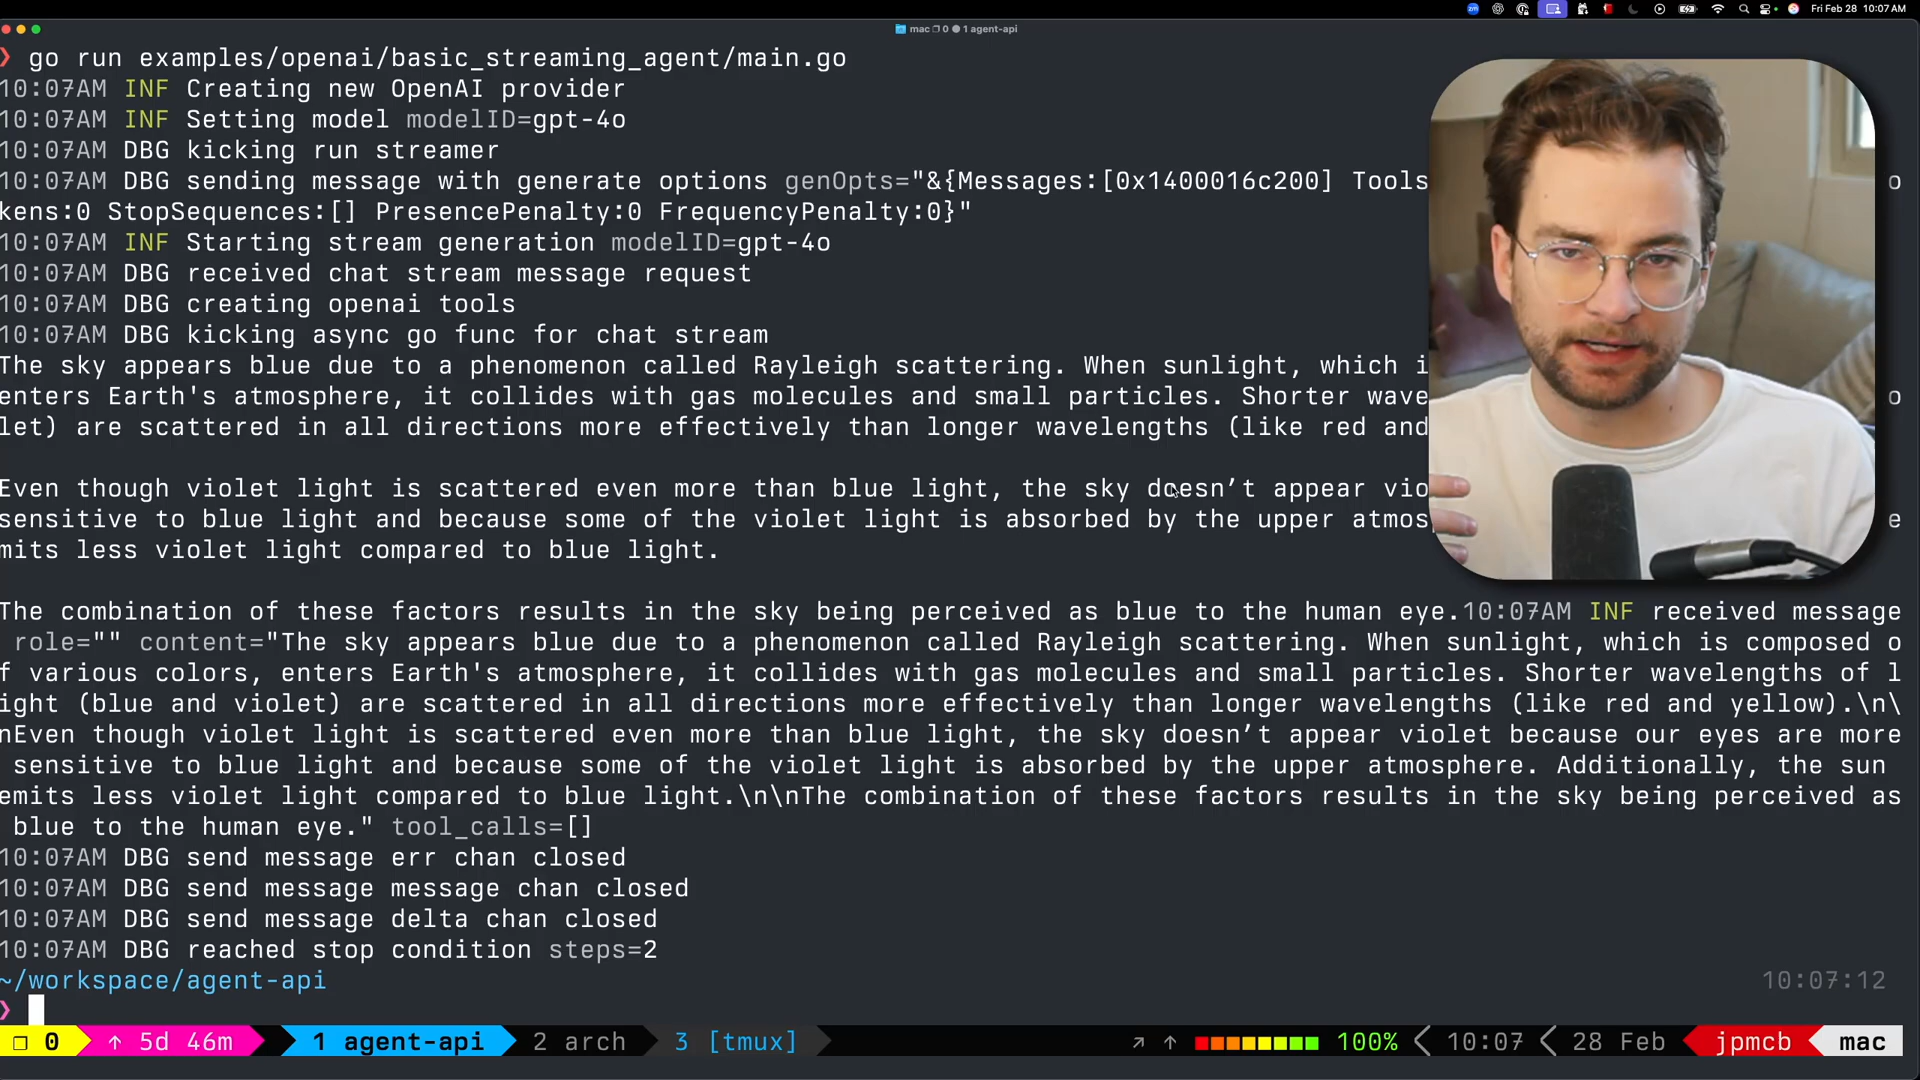 Fri Feb 28 10:07 AM
mac 0 1 agent-api
❯ go run examples/openai/basic_streaming_agent/main.go
10:07AM INF Creating new OpenAI provider
10:07AM INF Setting model modelID=gpt-4o
10:07AM DBG kicking run streamer
10:07AM DBG sending message with generate options genOpts="&{Messages:[0x1400016c200] Tools o
kens:0 StopSequences:[] PresencePenalty:0 FrequencyPenalty:0}"
10:07AM INF Starting stream generation modelID=gpt-4o
10:07AM DBG received chat stream message request
10:07AM DBG creating openai tools
10:07AM DBG kicking async go func for chat stream
The sky appears blue due to a phenomenon called Rayleigh scattering. When sunlight, which i
enters Earth's atmosphere, it collides with gas molecules and small particles. Shorter wave o
let) are scattered in all directions more effectively than longer wavelengths (like red and
Even though violet light is scattered even more than blue light, the sky doesn’t appear vio
sensitive to blue light and because some of the violet light is absorbed by the upper atmos e
mits less violet light compared to blue light.
The combination of these factors results in the sky being perceived as blue to the human eye.10:07AM INF received message
role="" content="The sky appears blue due to a phenomenon called Rayleigh scattering. When sunlight, which is composed o
f various colors, enters Earth's atmosphere, it collides with gas molecules and small particles. Shorter wavelengths of l
ight (blue and violet) are scattered in all directions more effectively than longer wavelengths (like red and yellow).\n\
nEven though violet light is scattered even more than blue light, the sky doesn’t appear violet because our eyes are more
sensitive to blue light and because some of the violet light is absorbed by the upper atmosphere. Additionally, the sun
emits less violet light compared to blue light.\n\nThe combination of these factors results in the sky being perceived as
blue to the human eye." tool_calls=[]
10:07AM DBG send message err chan closed
10:07AM DBG send message message chan closed
10:07AM DBG send message delta chan closed
10:07AM DBG reached stop condition steps=2
~/workspace/agent-api 10:07:12
❯
0 ↑ 5d 46m 1 agent-api 2 arch 3 [tmux] ↗ ↑ 100% 10:07 28 Feb jpmcb mac